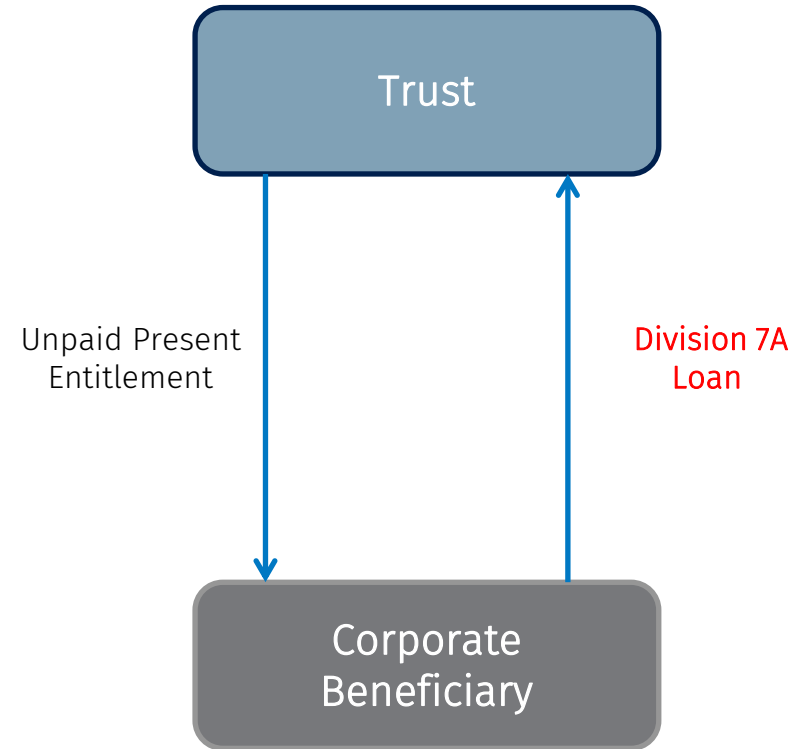 Trust
Unpaid Present
Entitlement
Division 7A
Loan
Corporate
Beneficiary